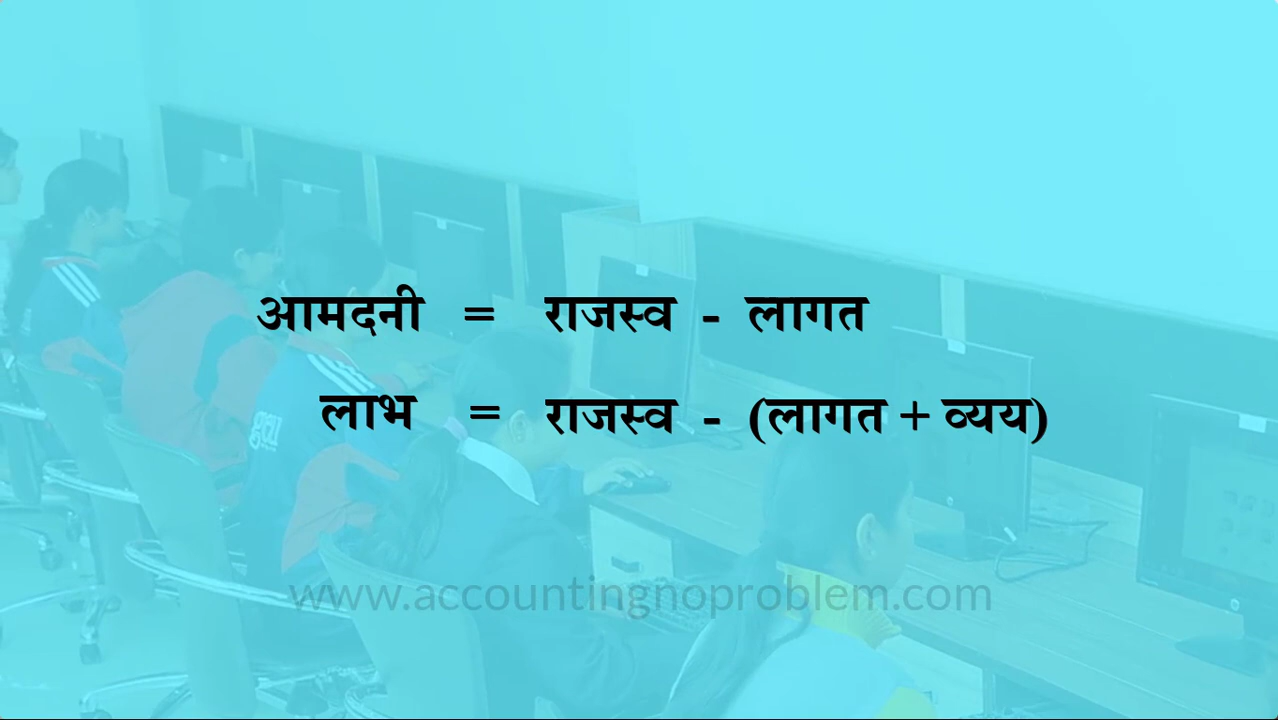 आमदनी = राजस्व - लागत
लाभ = राजस्व - (लागत + व्यय)
www.accountingnoproblem.com